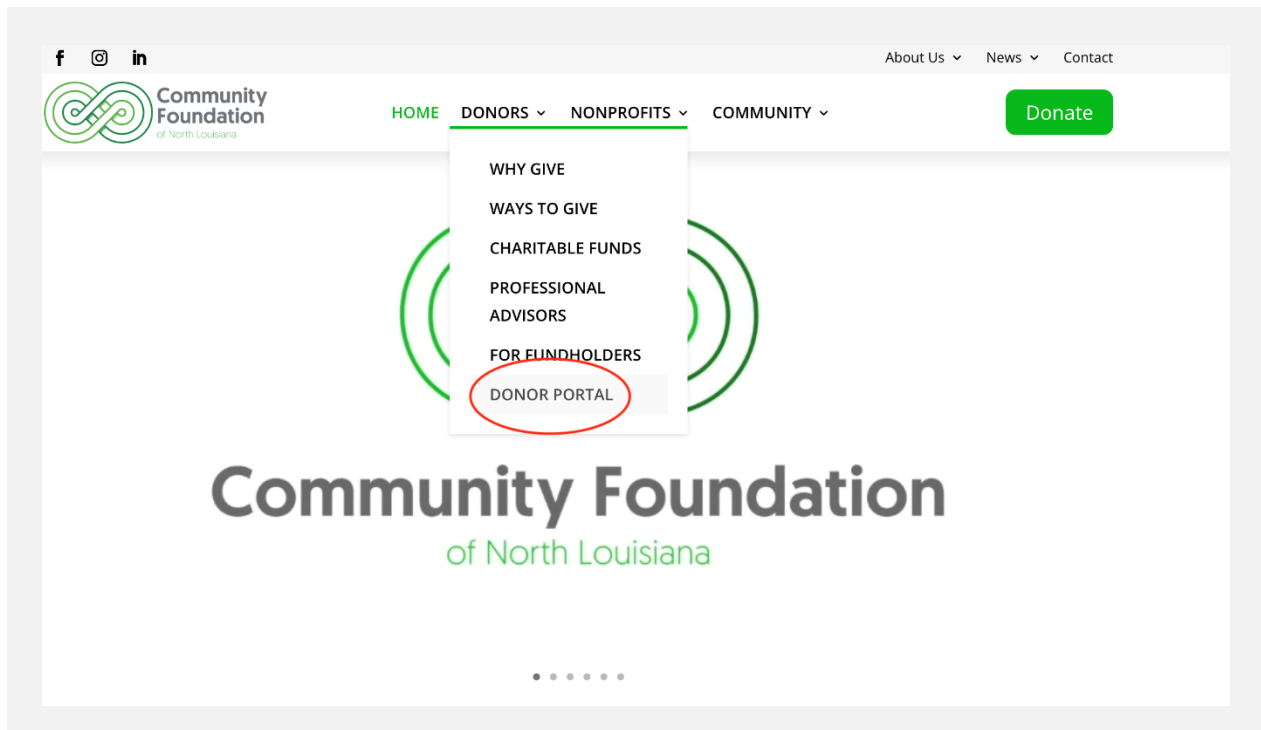 About Us News Contact
Community
Foundation
of North Louisiana
HOME DONORS NONPROFITS COMMUNITY
Donate
WHY GIVE
WAYS TO GIVE
CHARITABLE FUNDS
PROFESSIONAL
ADVISORS
FOR FUNDHOLDERS
DONOR PORTAL
Community Foundation
of North Louisiana